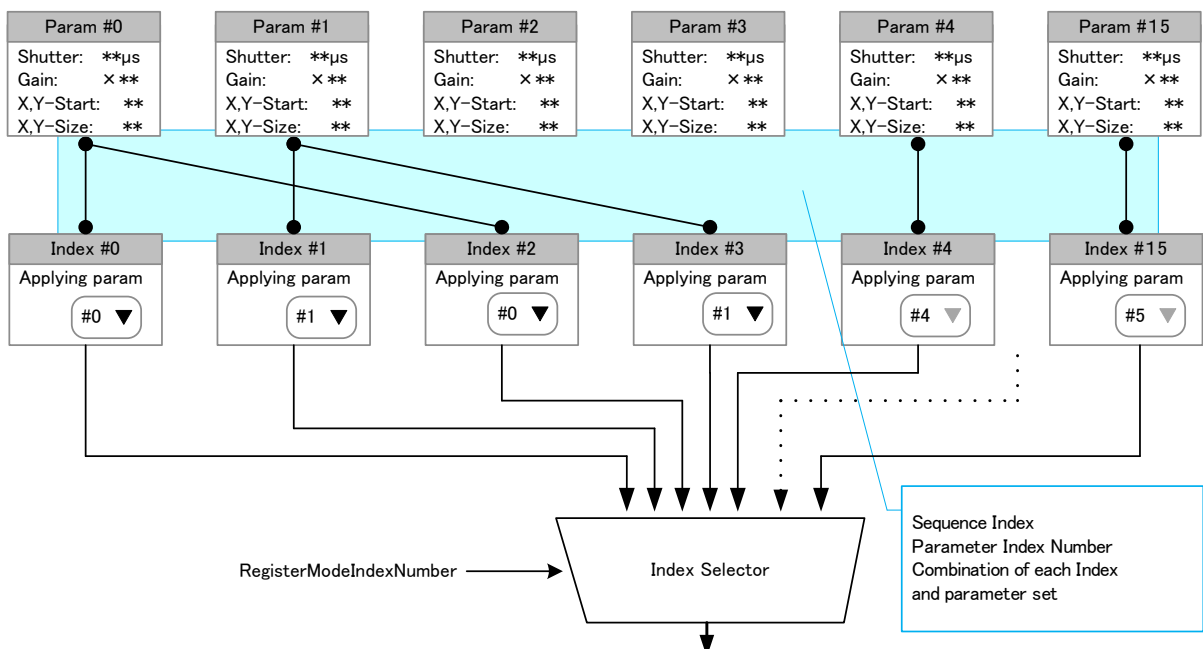 Param #0
Shutter: **µs
Gain: ×**
X,Y-Start: **
X,Y-Size: **
Param #1
Shutter: **µs
Gain: ×**
X,Y-Start: **
X,Y-Size: **
Param #2
Shutter: **µs
Gain: ×**
X,Y-Start: **
X,Y-Size: **
Param #3
Shutter: **µs
Gain: ×**
X,Y-Start: **
X,Y-Size: **
Param #4
Shutter: **µs
Gain: ×**
X,Y-Start: **
X,Y-Size: **
Param #15
Shutter: **µs
Gain: ×**
X,Y-Start: **
X,Y-Size: **
Index #0
Applying param
#0 ▼
Index #1
Applying param
#1 ▼
Index #2
Applying param
#0 ▼
Index #3
Applying param
#1 ▼
Index #4
Applying param
#4 ▼
Index #15
Applying param
#5 ▼
Sequence Index
Parameter Index Number
Combination of each Index
and parameter set
RegisterModeIndexNumber
Index Selector